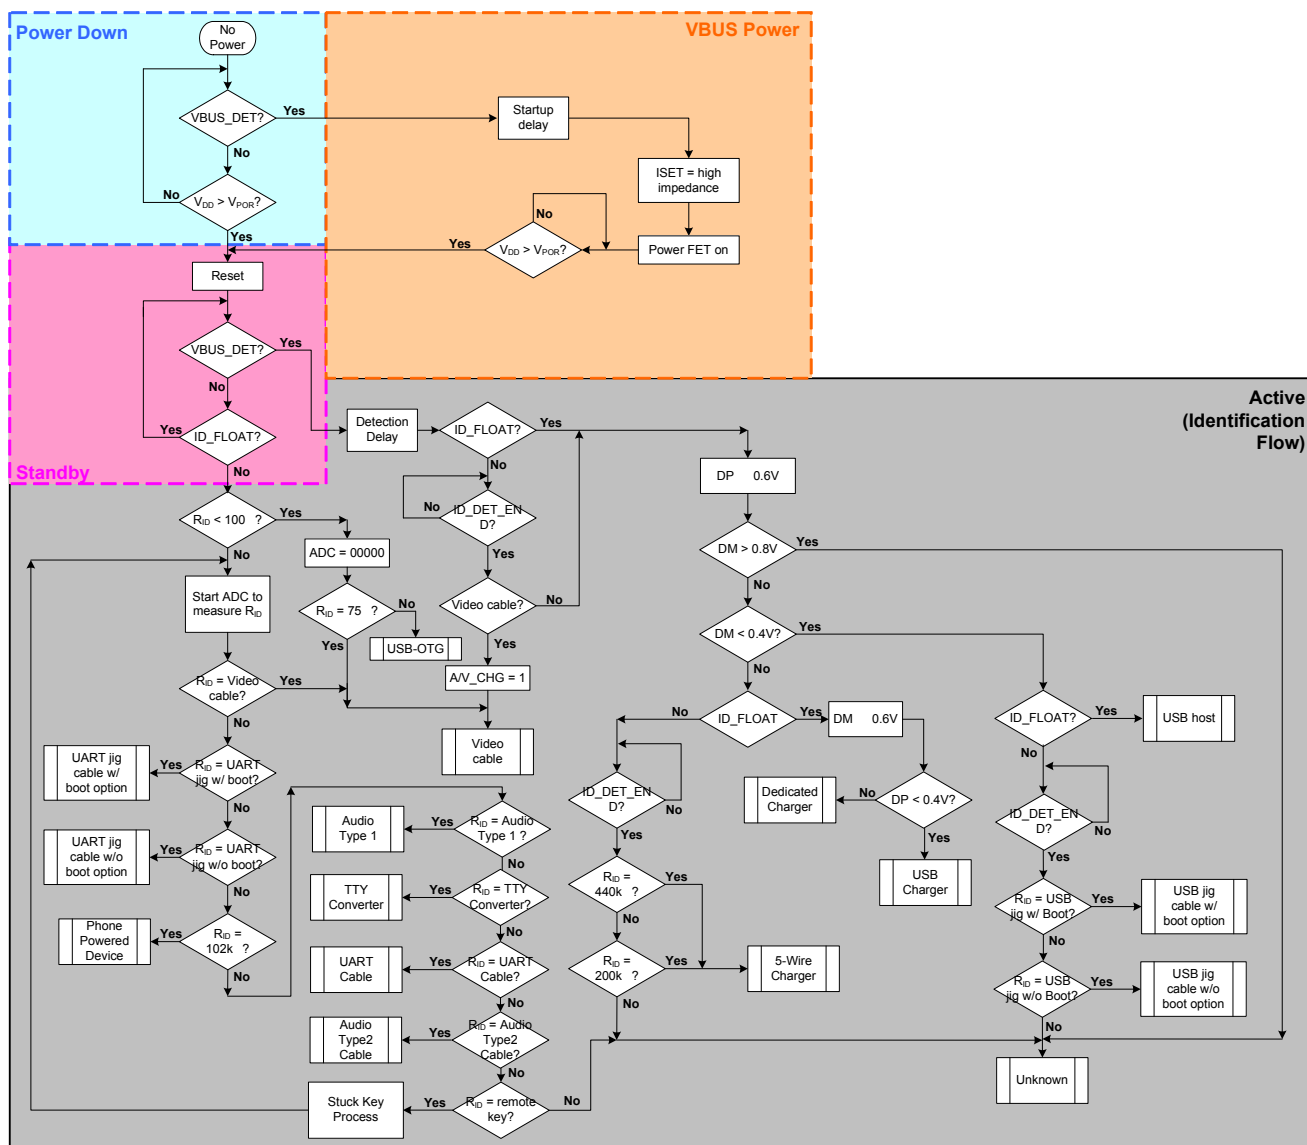 Power Down
No
Power
VBUS Power
VBUS_DET?
Yes
Startup
delay
No
ISET = high
impedance
No
VDD > VPOR?
No
Yes
Yes
VDD > VPOR?
Power FET on
Reset
VBUS_DET?
Yes
No
Active
(Identification
Flow)
Yes
ID_FLOAT?
Detection
Delay
ID_FLOAT?
Yes
Standby
No
No
DP 0.6V
RID < 100 ?
Yes
No
ID_DET_EN
D?
No
ADC = 00000
Yes
DM > 0.8V
Yes
No
Start ADC to
measure RID
RID = 75 ?
No
Video cable?
No
DM < 0.4V?
Yes
Yes
USB-OTG
Yes
No
RID = Video
cable?
Yes
A/V_CHG = 1
No
ID_FLOAT
Yes
DM 0.6V
ID_FLOAT?
Yes
USB host
No
Video
cable
No
UART jig
cable w/
boot option
Yes
RID = UART
jig w/ boot?
ID_DET_EN
D?
No
Dedicated
Charger
No
DP < 0.4V?
ID_DET_EN
D?
No
No
Audio
Type 1
Yes
RID = Audio
Type 1 ?
Yes
Yes
Yes
UART jig
cable w/o
boot option
Yes
RID = UART
jig w/o boot?
No
USB
Charger
No
TTY
Converter
Yes
RID = TTY
Converter?
RID =
440k ?
Yes
RID = USB
jig w/ Boot?
Yes
USB jig
cable w/
boot option
Phone
Powered
Device
Yes
RID =
102k ?
No
No
No
No
UART
Cable
Yes
RID = UART
Cable?
RID =
200k ?
Yes
5-Wire
Charger
RID = USB
jig w/o Boot?
Yes
USB jig
cable w/o
boot option
No
No
No
Audio
Type2
Cable
Yes
RID = Audio
Type2
Cable?
No
Unknown
Stuck Key
Process
Yes
RID = remote
key?
No